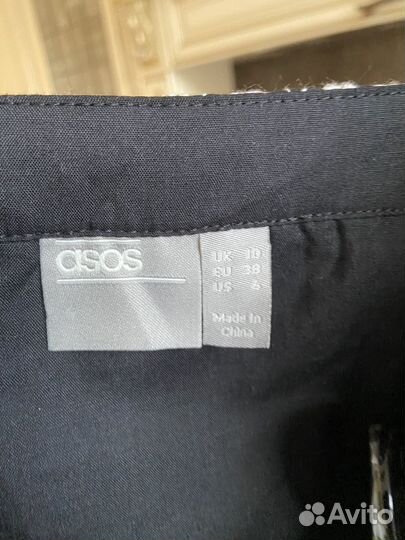 asos
UK 10
EU 38
US 6
Made in
China
Avito